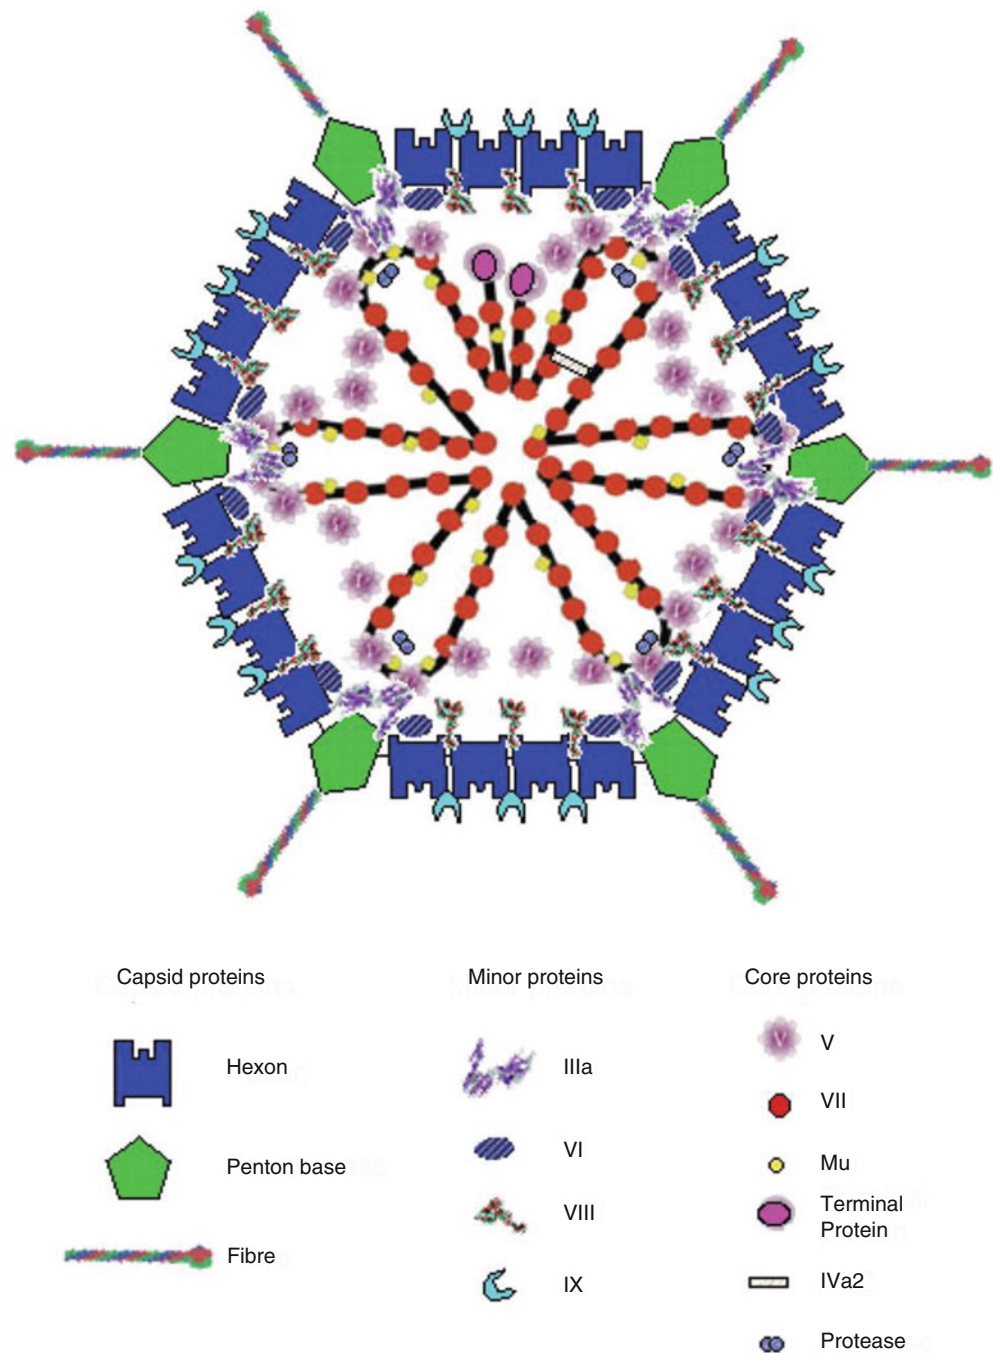 Capsid proteins
Hexon
Penton base
Fibre
Minor proteins
IIIa
VI
VIII
IX
Core proteins
V
V
VII
Mu
Terminal
Protein
IVa2
Protease